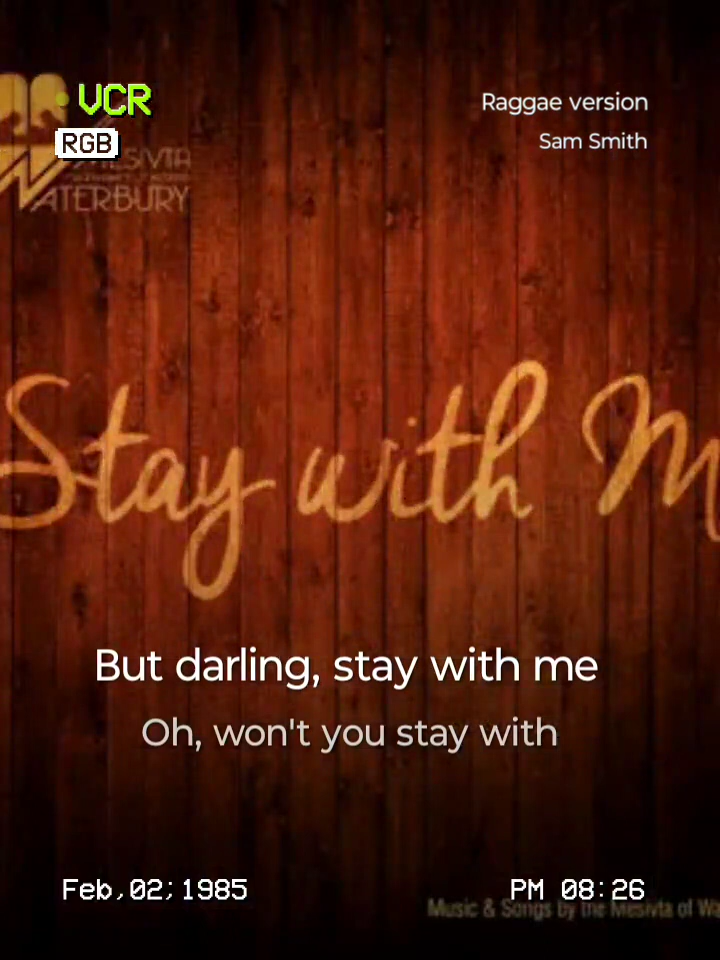 VCR
RGB
Raggae version
Sam Smith
MESIVTA
WATERBURY
Stay with M
But darling, stay with me
Oh, won't you stay with
Feb,02;1985
PM 08:26
Music & Songs by the Mesivta of Wa